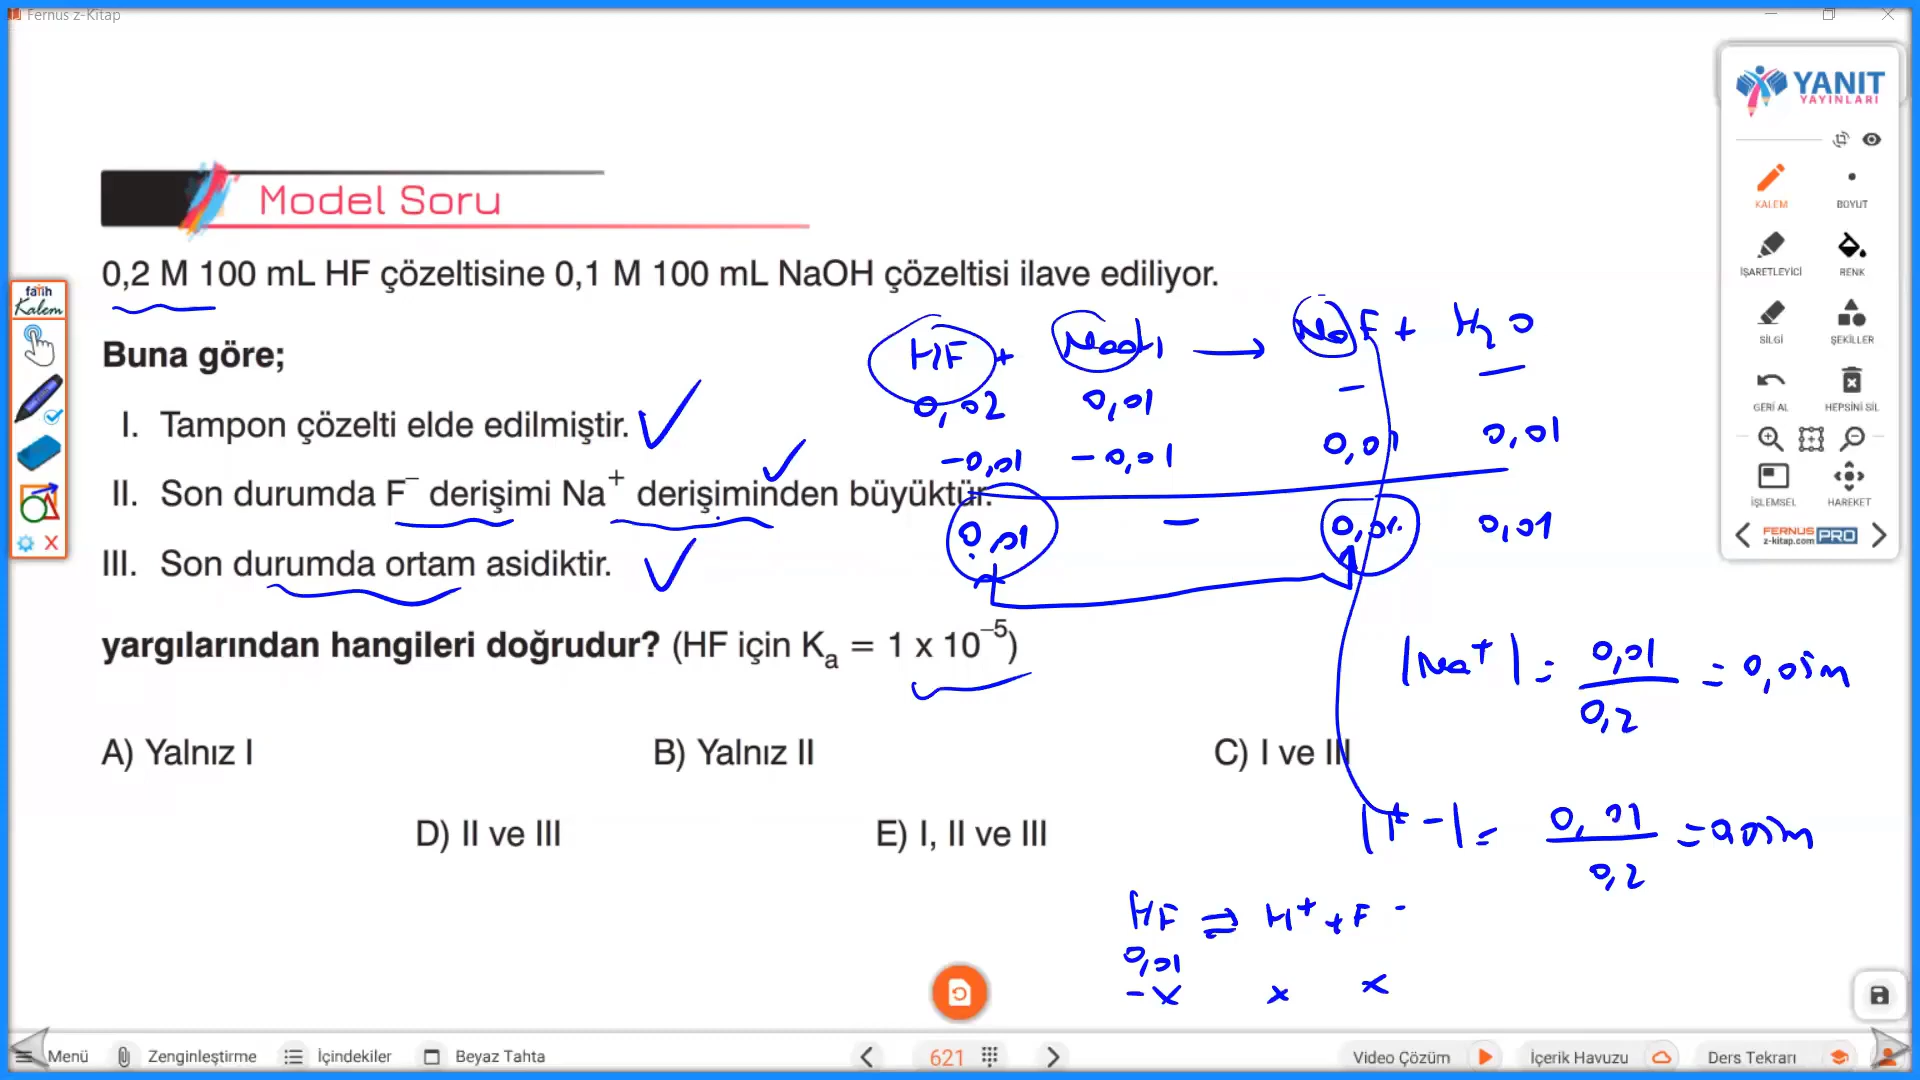 Fernus z-Kitap
YANIT
YAYINLARI
Model Soru
0,2 M 100 mL HF çözeltisine 0,1 M 100 mL NaOH çözeltisi ilave ediliyor.
Buna göre;
I. Tampon çözelti elde edilmiştir.
II. Son durumda F⁻ derişimi Na⁺ derişiminden büyüktür.
III. Son durumda ortam asidiktir.
yargılarından hangileri doğrudur? (HF için Kₐ = 1 x 10⁻⁵)
A) Yalnız I
B) Yalnız II
C) I ve III
D) II ve III
E) I, II ve III
HF + NaOH → NaF + H₂O
0,02 0,01 –
-0,01 -0,01 0,01 0,01
0,01 – 0,01 0,01
|Na⁺| = 0,01 / 0,2 = 0,05m
|F-| = 0,01 / 0,2 = 0,05m
HF ⇌ H⁺ + F -
0,01
-x x x
fatih
Kalem
KALEM
BOYUT
İŞARETLEYİCİ
RENK
SİLGİ
ŞEKİLLER
GERİ AL
HEPSİNİ SİL
İŞLEMSEL
HAREKET
FERNUS
z-kitap.com PRO
Menü
Zenginleştirme
İçindekiler
Beyaz Tahta
621
Video Çözüm
İçerik Havuzu
Ders Tekrarı